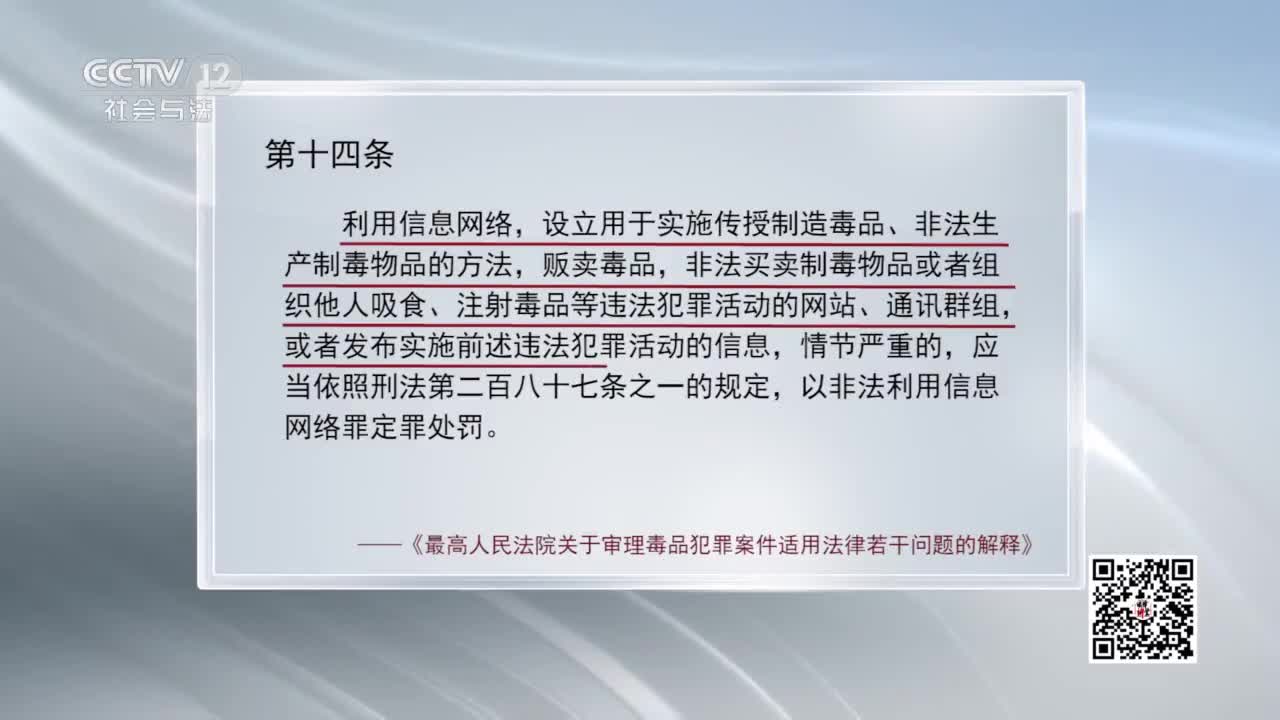 CCTV 12
社会与法
第十四条
利用信息网络，设立用于实施传授制造毒品、非法生
产制毒物品的方法，贩卖毒品，非法买卖制毒物品或者组
织他人吸食、注射毒品等违法犯罪活动的网站、通讯群组，
或者发布实施前述违法犯罪活动的信息，情节严重的，应
当依照刑法第二百八十七条之一的规定，以非法利用信息
网络罪定罪处罚。
——《最高人民法院关于审理毒品犯罪案件适用法律若干问题的解释》